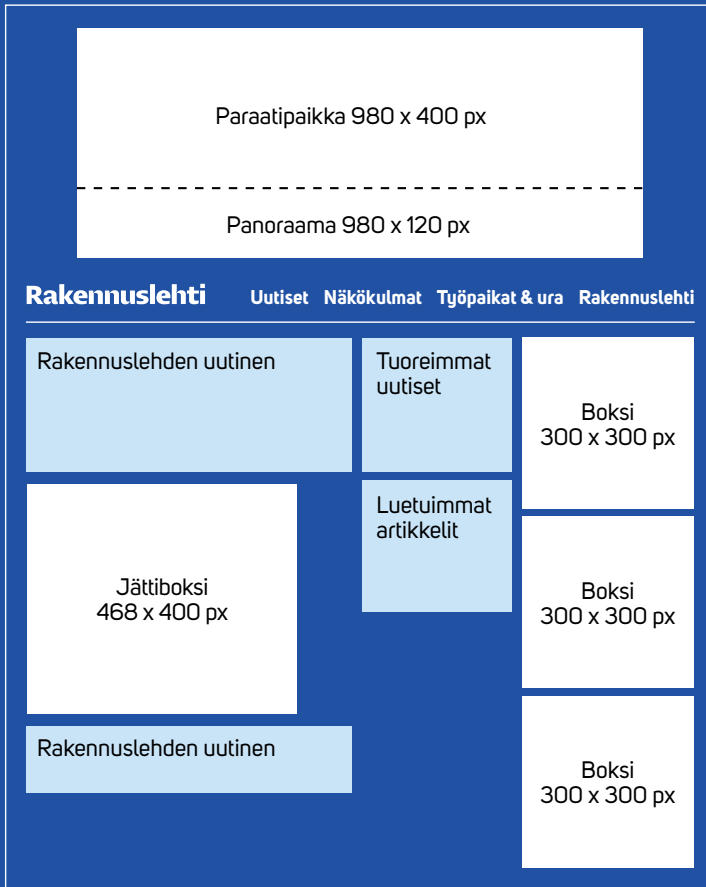 Paraatipaikka 980 x 400 px
Panoraama 980 x 120 px
Rakennuslehti Uutiset Näkökulmat Työpaikat & ura Rakennuslehti
Rakennuslehden uutinen
Tuoreimmat
uutiset
Boksi
300 x 300 px
Luetuimmat
artikkelit
Jättiboksi
468 x 400 px
Boksi
300 x 300 px
Rakennuslehden uutinen
Boksi
300 x 300 px